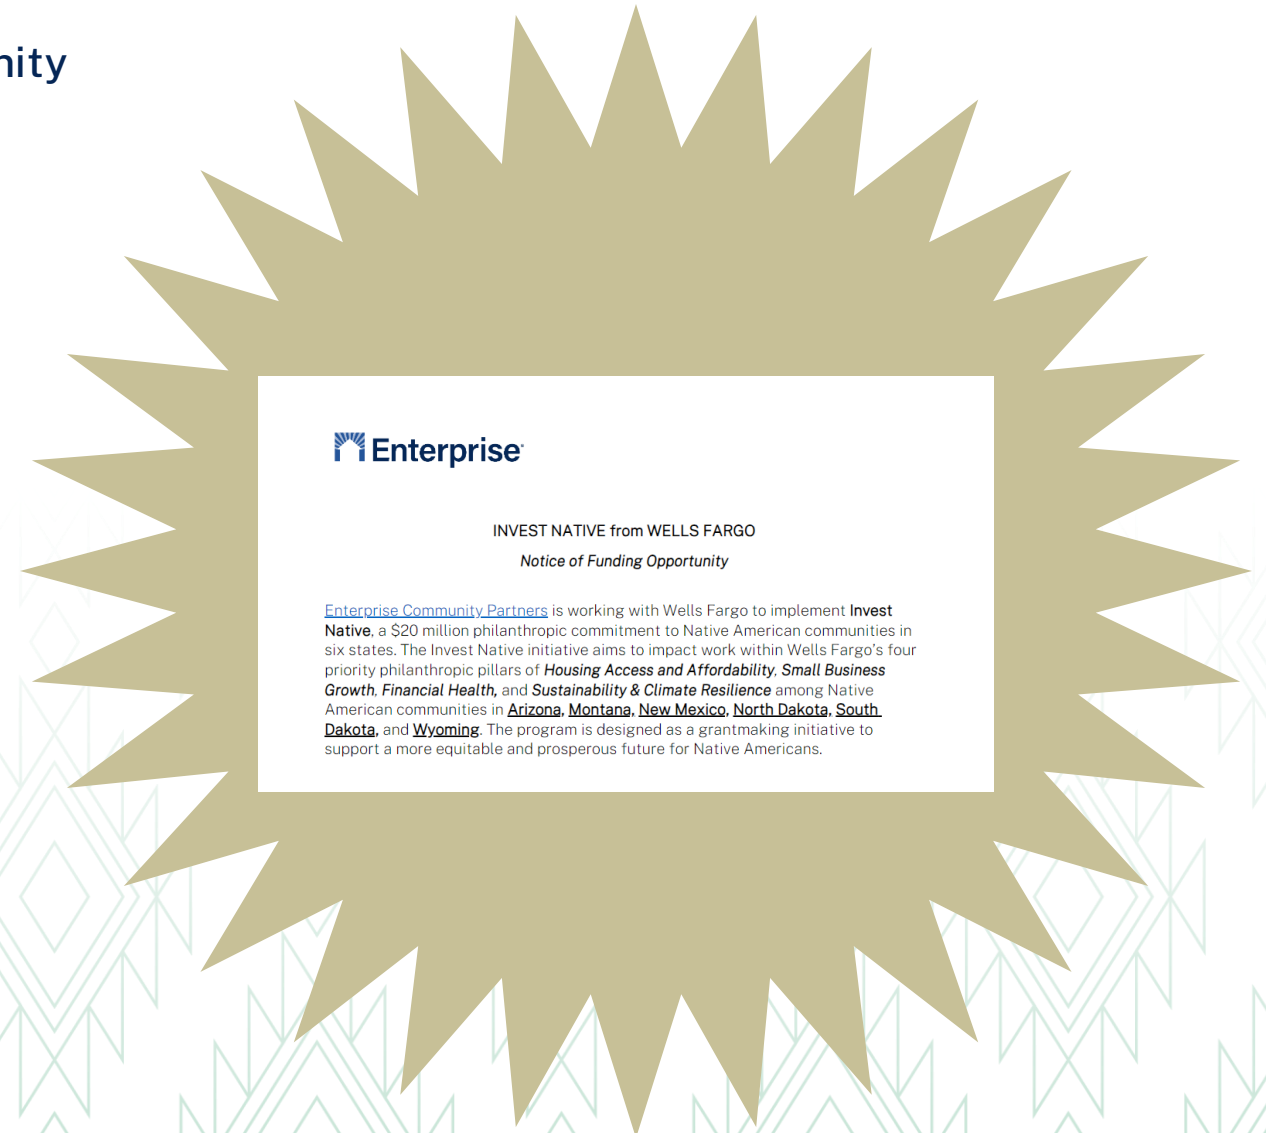 nity
Enterprise
INVEST NATIVE from WELLS FARGO
Notice of Funding Opportunity
Enterprise Community Partners is working with Wells Fargo to implement Invest
Native, a $20 million philanthropic commitment to Native American communities in
six states. The Invest Native initiative aims to impact work within Wells Fargo’s four
priority philanthropic pillars of Housing Access and Affordability, Small Business
Growth, Financial Health, and Sustainability & Climate Resilience among Native
American communities in Arizona, Montana, New Mexico, North Dakota, South
Dakota, and Wyoming. The program is designed as a grantmaking initiative to
support a more equitable and prosperous future for Native Americans.